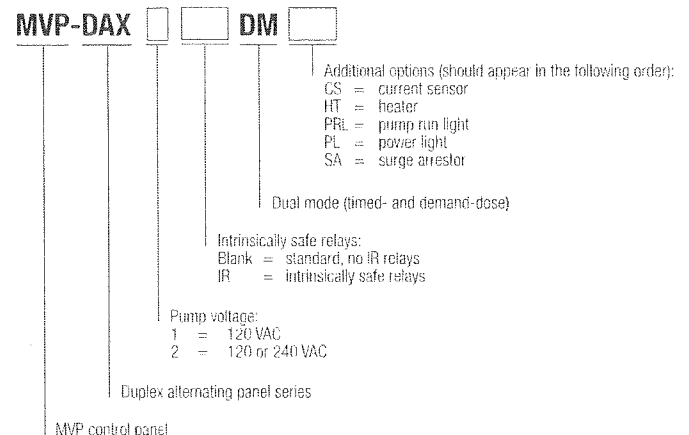 MVP-DAX DM
Additional options (should appear in the following order):
CS = current sensor
HT = heater
PRL = pump run light
PL = power light
SA = surge arrestor
Dual mode (timed- and demand-dose)
Intrinsically safe relays:
Blank = standard, no IR relays
IR = intrinsically safe relays
Pump voltage:
1 = 120 VAC
2 = 120 or 240 VAC
Duplex alternating panel series
MVP control panel